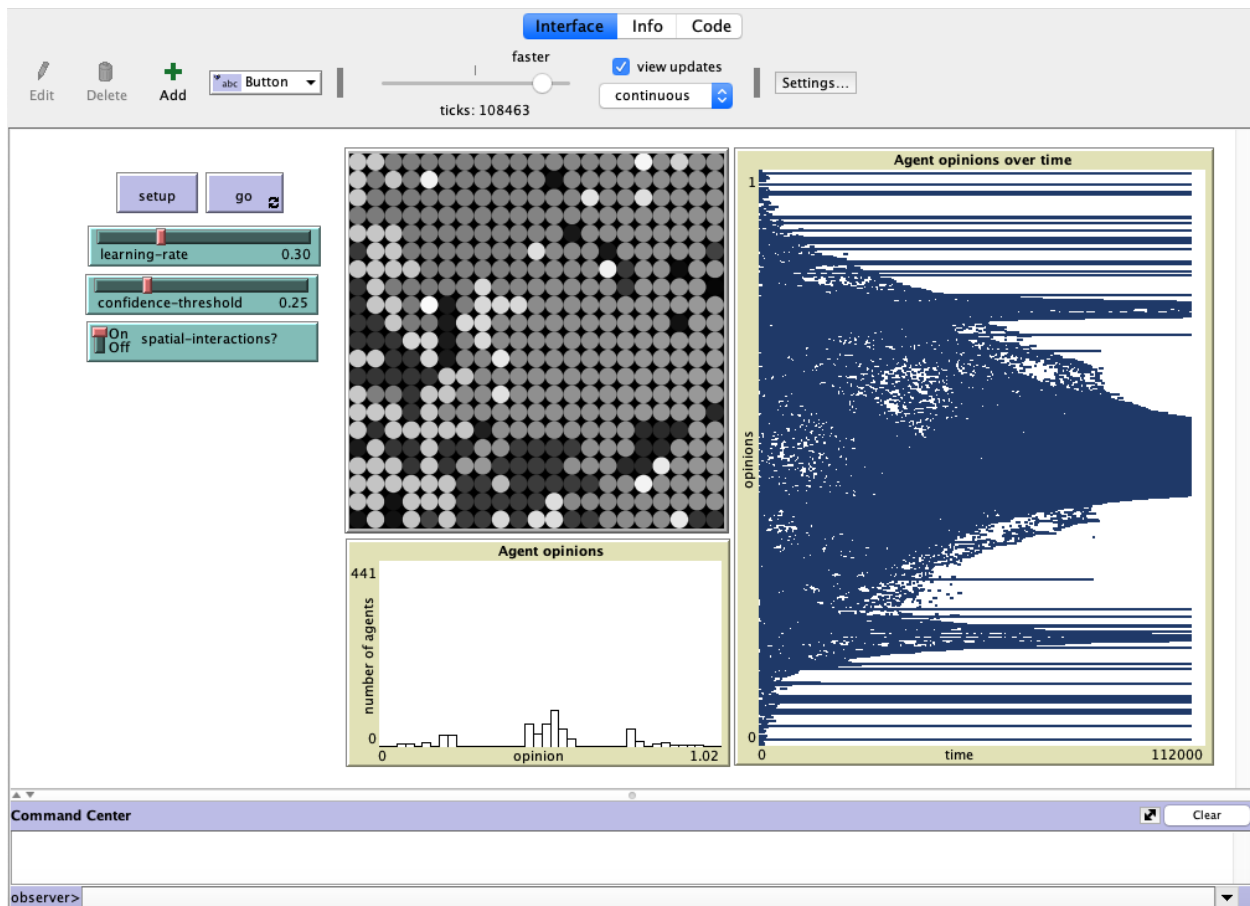 Interface Info Code
faster
Edit Delete Add abc Button view updates continuous Settings...
ticks: 108463
setup go
learning-rate 0.30
confidence-threshold 0.25
On
Off spatial-interactions?
Agent opinions over time
1
opinions
0
0 time 112000
Agent opinions
441
number of agents
0
0 opinion 1.02
Command Center Clear
observer>